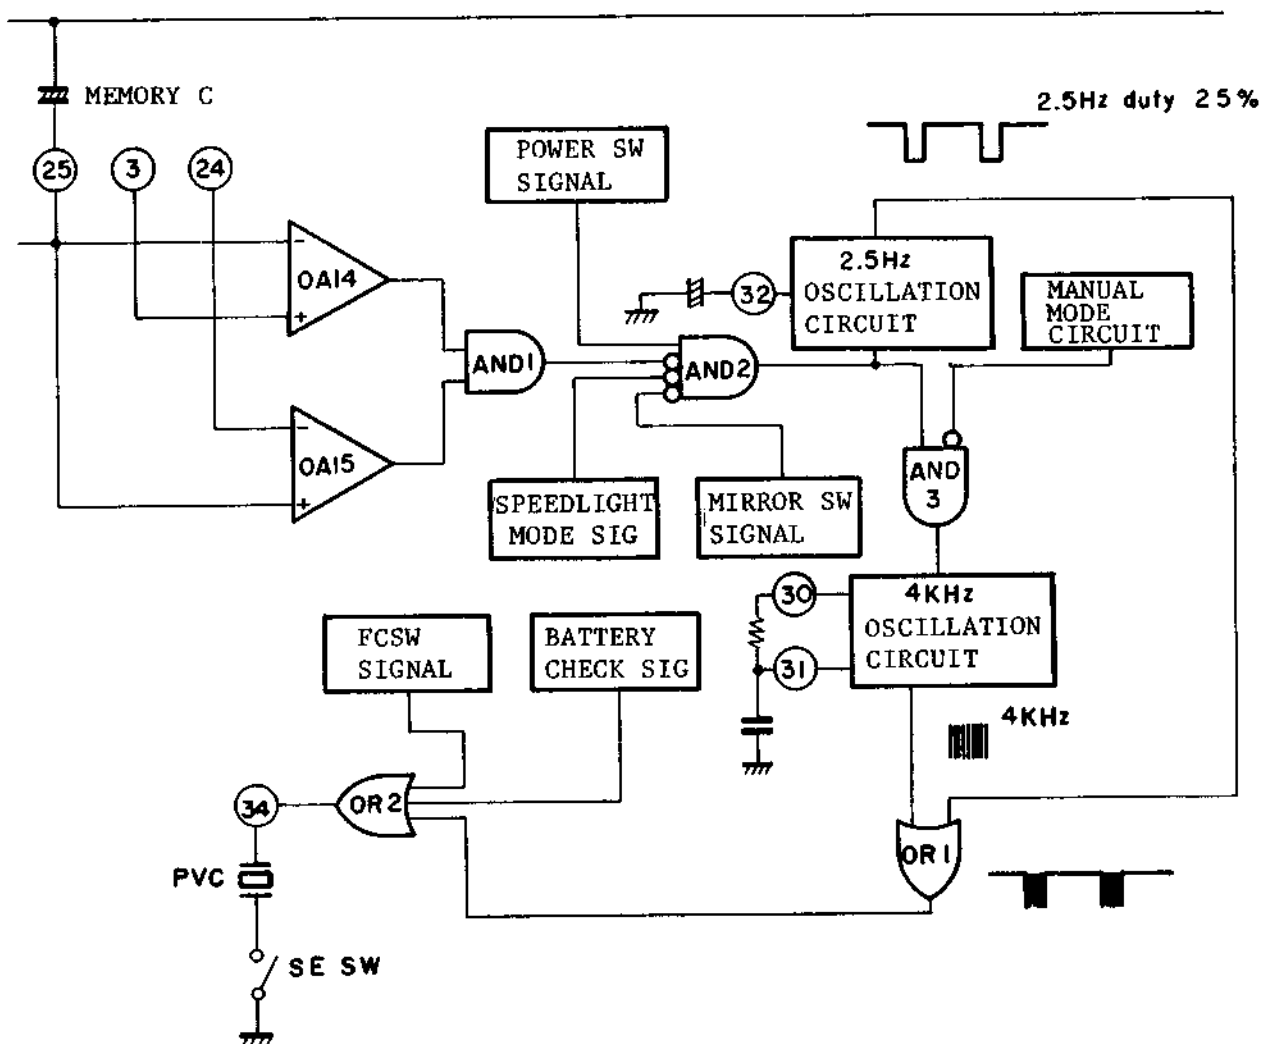 MEMORY C
2.5Hz duty 25%
25
3
24
POWER SW
SIGNAL
-
OA14
+
32
2.5Hz
OSCILLATION
CIRCUIT
MANUAL
MODE
CIRCUIT
AND1
AND2
-
OA15
+
AND
3
SPEEDLIGHT
MODE SIG
MIRROR SW
SIGNAL
30
31
4KHz
OSCILLATION
CIRCUIT
FCSW
SIGNAL
BATTERY
CHECK SIG
4KHz
34
OR2
OR1
PVC
SE SW